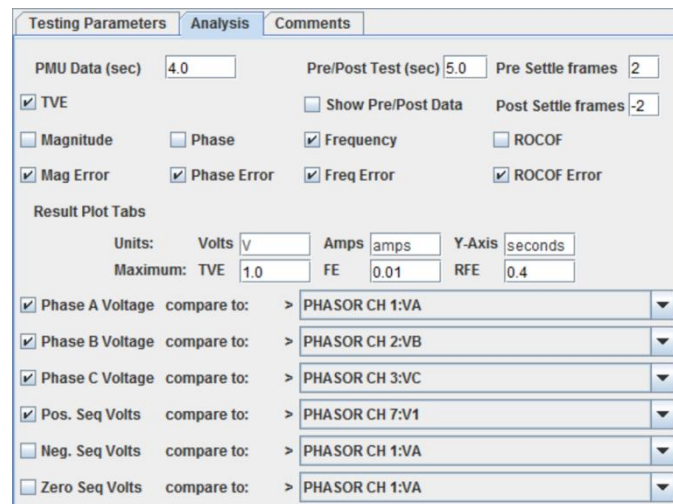 Testing Parameters Analysis Comments
PMU Data (sec) 4.0 Pre/Post Test (sec) 5.0 Pre Settle frames 2
TVE Show Pre/Post Data Post Settle frames -2
Magnitude Phase Frequency ROCOF
Mag Error Phase Error Freq Error ROCOF Error
Result Plot Tabs
Units: Volts V Amps amps Y-Axis seconds
Maximum: TVE 1.0 FE 0.01 RFE 0.4
Phase A Voltage compare to: > PHASOR CH 1:VA
Phase B Voltage compare to: > PHASOR CH 2:VB
Phase C Voltage compare to: > PHASOR CH 3:VC
Pos. Seq Volts compare to: > PHASOR CH 7:V1
Neg. Seq Volts compare to: > PHASOR CH 1:VA
Zero Seq Volts compare to: > PHASOR CH 1:VA